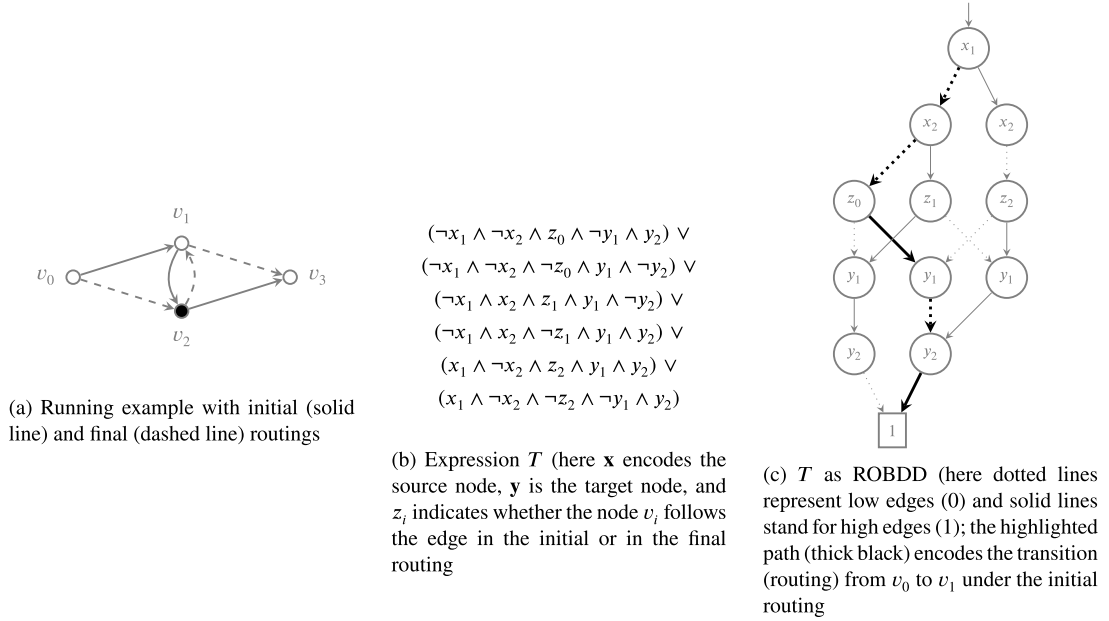 v₁
v₀
v₃
v₂
(a) Running example with initial (solid
line) and final (dashed line) routings
(¬x₁ ∧ ¬x₂ ∧ z₀ ∧ ¬y₁ ∧ y₂) ∨
(¬x₁ ∧ ¬x₂ ∧ ¬z₀ ∧ y₁ ∧ ¬y₂) ∨
(¬x₁ ∧ x₂ ∧ z₁ ∧ y₁ ∧ ¬y₂) ∨
(¬x₁ ∧ x₂ ∧ ¬z₁ ∧ y₁ ∧ y₂) ∨
(x₁ ∧ ¬x₂ ∧ z₂ ∧ y₁ ∧ y₂) ∨
(x₁ ∧ ¬x₂ ∧ ¬z₂ ∧ ¬y₁ ∧ y₂)
(b) Expression T (here x encodes the
source node, y is the target node, and
zᵢ indicates whether the node vᵢ follows
the edge in the initial or in the final
routing
x₁
x₂ x₂
z₀ z₁ z₂
y₁ y₁ y₁
y₂ y₂
1
(c) T as ROBDD (here dotted lines
represent low edges (0) and solid lines
stand for high edges (1); the highlighted
path (thick black) encodes the transition
(routing) from v₀ to v₁ under the initial
routing